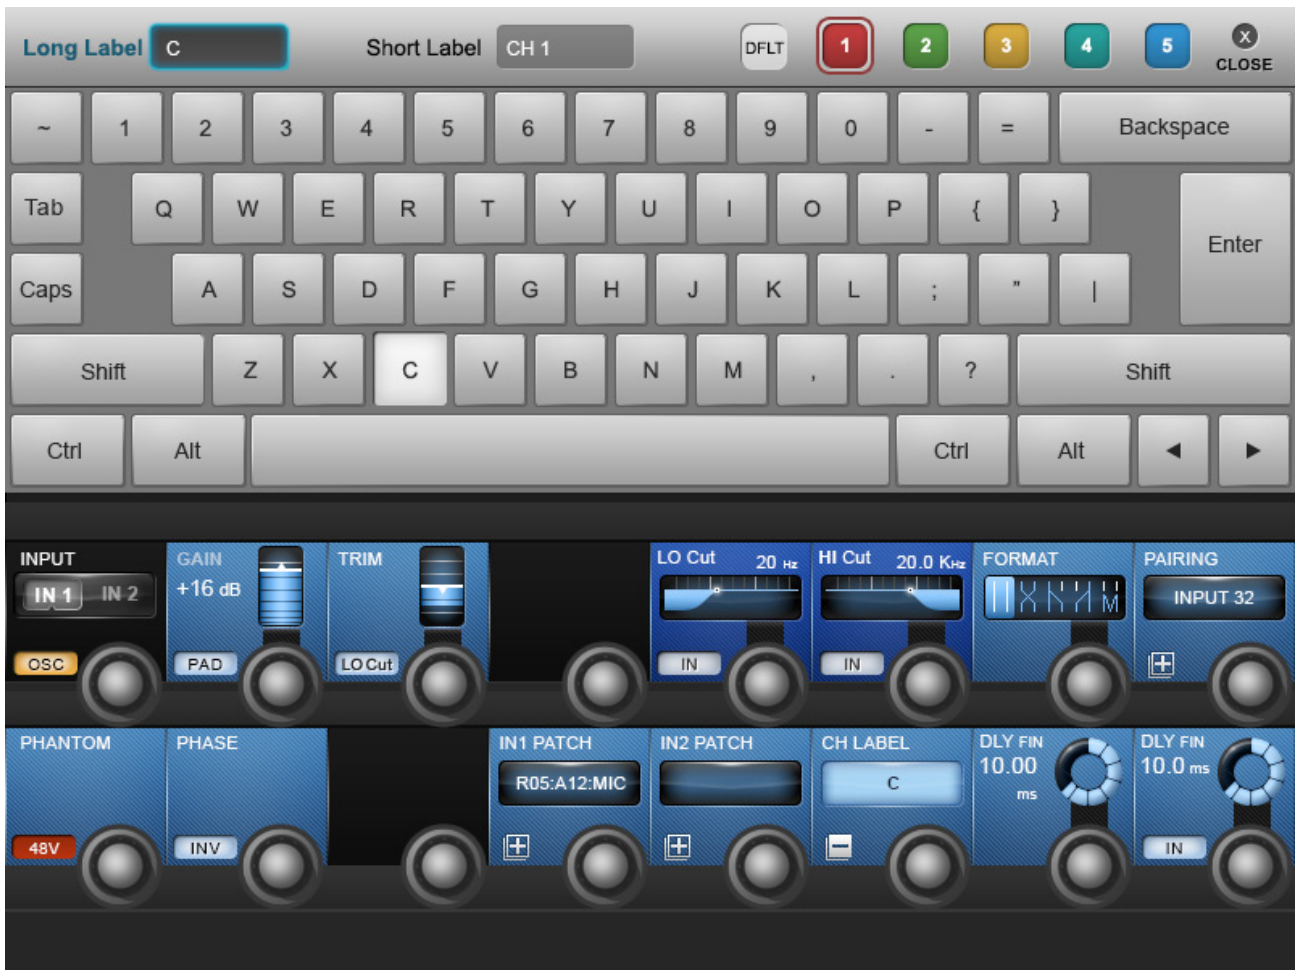 Long Label C Short Label CH 1 DFLT 1 2 3 4 5 X CLOSE
~ 1 2 3 4 5 6 7 8 9 0 - = Backspace
Tab Q W E R T Y U I O P { }
Enter
Caps A S D F G H J K L ; " |
Shift Z X C V B N M , . ? Shift
Ctrl Alt Ctrl Alt ◄ ►
INPUT GAIN TRIM LO Cut 20 Hz HI Cut 20.0 KHz FORMAT PAIRING
IN 1 IN 2 +16 dB M INPUT 32
OSC PAD LO Cut IN IN
PHANTOM PHASE IN1 PATCH IN2 PATCH CH LABEL DLY FIN DLY FIN
R05:A12:MIC C 10.00 ms 10.0 ms
48V INV IN